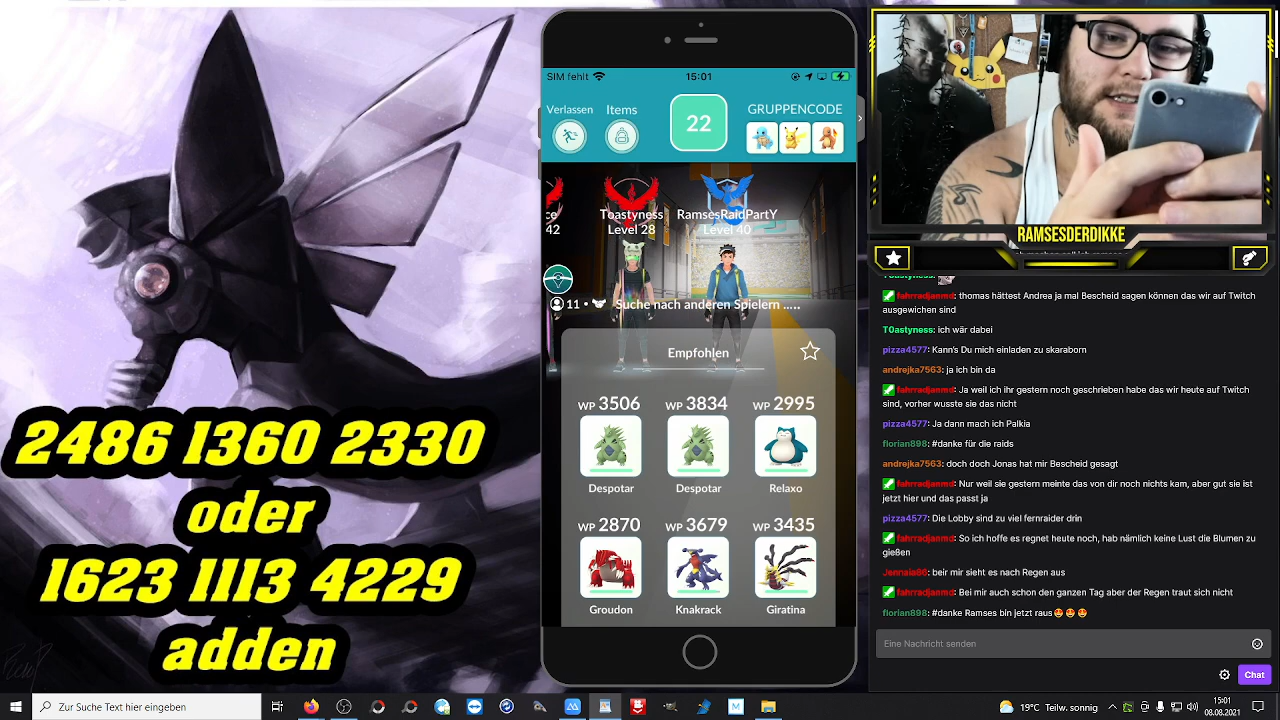 2486 1360 2330
oder
1623 1113 4229
adden
SIM fehlt
15:01
Verlassen
Items
22
GRUPPENCODE
ce
42
Toastyness
Level 28
RamsesRaidPartY
Level 40
11 • Suche nach anderen Spielern .....
Empfohlen
WP 3506
WP 3834
WP 2995
Despotar
Despotar
Relaxo
WP 2870
WP 3679
WP 3435
Groudon
Knakrack
Giratina
RAMSESDERDIKKE
fahrradjanmd: thomas hättest Andrea ja mal Bescheid sagen können das wir auf Twitch
ausgewichen sind
T0astyness: ich wär dabei
pizza4577: Kann's Du mich einladen zu skaraborn
andrejka7563: ja ich bin da
fahrradjanmd: Ja weil ich ihr gestern noch geschrieben habe das wir heute auf Twitch
sind, vorher wusste sie das nicht
pizza4577: Ja dann mach ich Palkia
florian898: #danke für die raids
andrejka7563: doch doch Jonas hat mir Bescheid gesagt
fahrradjanmd: Nur weil sie gestern meinte das von dir noch nichts kam, aber gut sie ist
jetzt hier und das passt ja
pizza4577: Die Lobby sind zu viel fernraider drin
fahrradjanmd: So ich hoffe es regnet heute noch, hab nämlich keine Lust die Blumen zu
gießen
Jennaia86: beir mir sieht es nach Regen aus
fahrradjanmd: Bei mir auch schon den ganzen Tag aber der Regen traut sich nicht
florian898: #danke Ramses bIn jetzt raus🤩🤩🤩
Eine Nachricht senden
Chat
Zur Suche Text hier eingeben
19°C Teilw. sonnig
15:01
08.08.2021